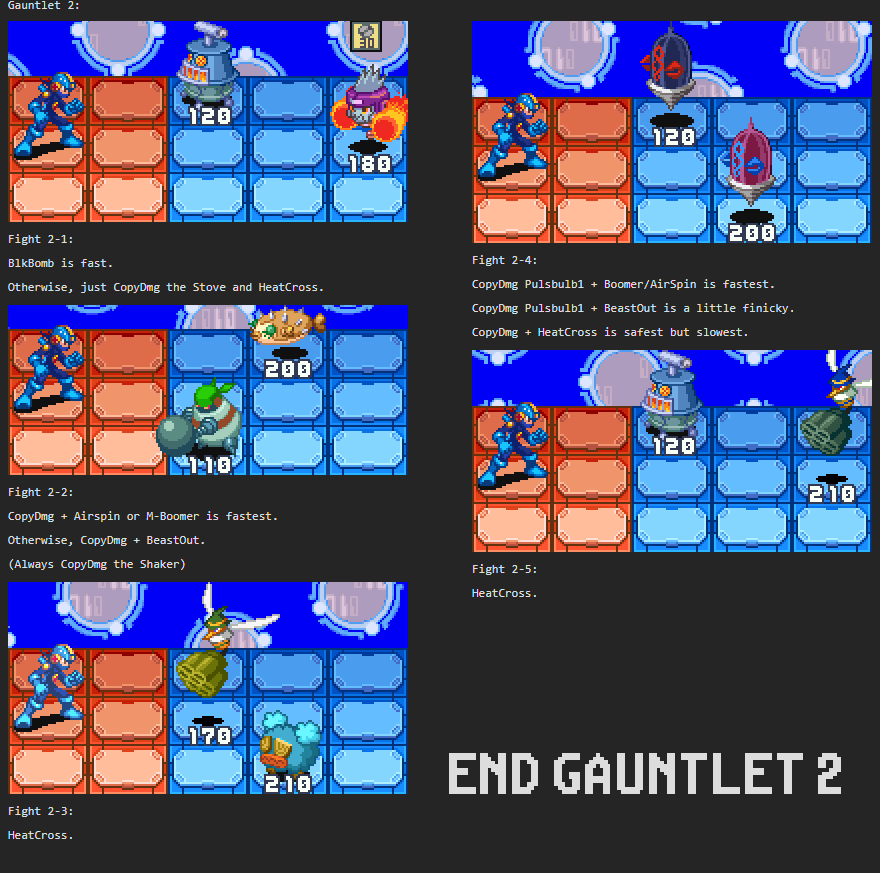 Gauntlet 2:
120
180
Fight 2-1:
BlkBomb is fast.
Otherwise, just CopyDmg the Stove and HeatCross.
200
110
Fight 2-2:
CopyDmg + Airspin or M-Boomer is fastest.
Otherwise, CopyDmg + BeastOut.
(Always CopyDmg the Shaker)
170
210
Fight 2-3:
HeatCross.
120
200
Fight 2-4:
CopyDmg Pulsbulb1 + Boomer/AirSpin is fastest.
CopyDmg Pulsbulb1 + BeastOut is a little finicky.
CopyDmg + HeatCross is safest but slowest.
120
210
Fight 2-5:
HeatCross.
END GAUNTLET 2